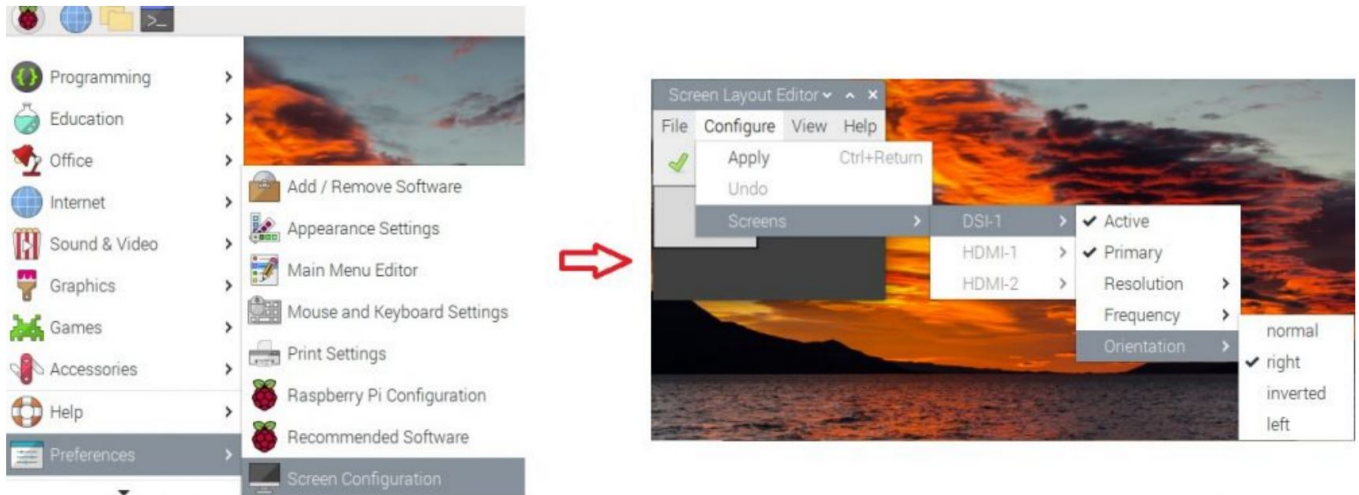 Programming
Education
Office
Internet
Sound & Video
Graphics
Games
Accessories
Help
Preferences
Add / Remove Software
Appearance Settings
Main Menu Editor
Mouse and Keyboard Settings
Print Settings
Raspberry Pi Configuration
Recommended Software
Screen Configuration
Screen Layout Editor
File Configure View Help
Apply Ctrl+Return
Undo
Screens
DSI-1
HDMI-1
HDMI-2
Active
Primary
Resolution
Frequency
Orientation
normal
right
inverted
left